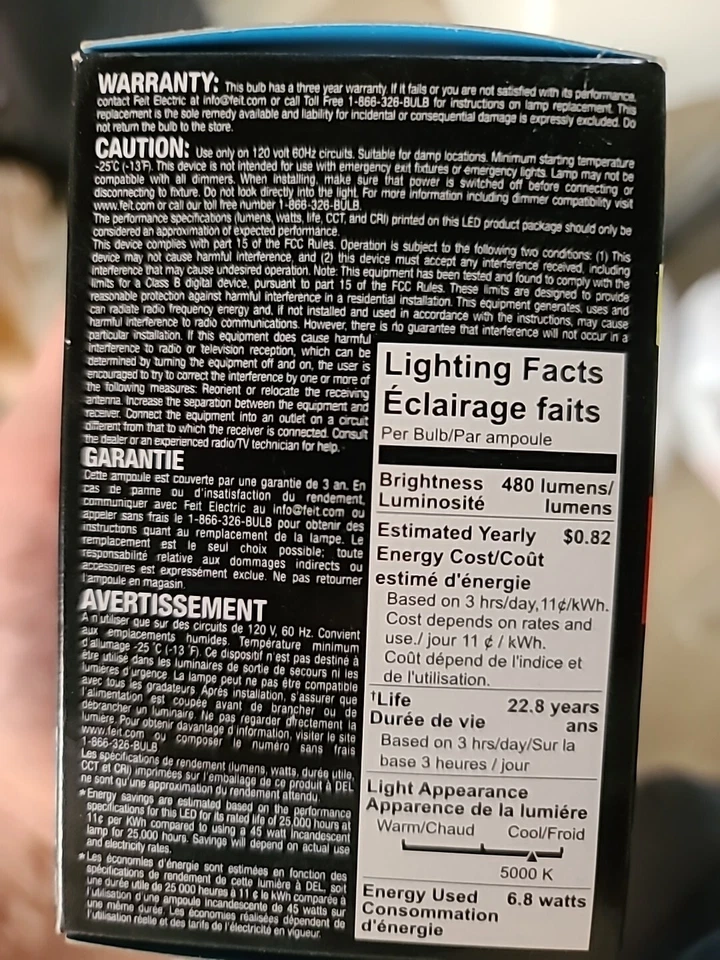 WARRANTY: This bulb has a three year warranty. If it fails or you are not satisfied with its performance,
contact Feit Electric at info@feit.com or call Toll Free 1-866-326-BULB for instructions on lamp replacement. This
replacement is the sole remedy available and liability for incidental or consequential damage is expressly excluded. Do
not return the bulb to the store.
CAUTION: Use only on 120 volt 60Hz circuits. Suitable for damp locations. Minimum starting temperature
-25°C (-13°F). This device is not intended for use with emergency exit fixtures or emergency lights. Lamp may not be
compatible with all dimmers. When installing, make sure that power is switched off before connecting or
disconnecting to fixture. Do not look directly into the light. For more information including dimmer compatibility visit
www.feit.com or call our toll free number 1-866-326-BULB.
The performance specifications (lumens, watts, life, CCT, and CRI) printed on this LED product package should only be
considered an approximation of expected performance.
This device complies with part 15 of the FCC Rules. Operation is subject to the following two conditions: (1) This
device may not cause harmful interference, and (2) this device must accept any interference received, including
interference that may cause undesired operation. Note: This equipment has been tested and found to comply with the
limits for a Class B digital device, pursuant to part 15 of the FCC Rules. These limits are designed to provide
reasonable protection against harmful interference in a residential installation. This equipment generates, uses and
can radiate radio frequency energy and, if not installed and used in accordance with the instructions, may cause
harmful interference to radio communications. However, there is no guarantee that interference will not occur in a
particular installation. If this equipment does cause harmful
interference to radio or television reception, which can be
determined by turning the equipment off and on, the user is
encouraged to try to correct the interference by one or more of
the following measures: Reorient or relocate the receiving
antenna. Increase the separation between the equipment and
receiver. Connect the equipment into an outlet on a circuit
different from that to which the receiver is connected. Consult
the dealer or an experienced radio/TV technician for help.
GARANTIE
Cette ampoule est couverte par une garantie de 3 an. En
cas de panne ou d'insatisfaction du rendement,
communiquer avec Feit Electric au info@feit.com ou
appeler sans frais le 1-866-326-BULB pour obtenir des
instructions quant au remplacement de la lampe. Le
remplacement est le seul choix possible; toute
responsabilité relative aux dommages indirects ou
accessoires est expressément exclue. Ne pas retourner
l'ampoule en magasin.
AVERTISSEMENT
À n'utiliser que sur des circuits de 120 V, 60 Hz. Convient
aux emplacements humides. Température minimum
d'allumage -25 °C (-13 °F). Ce dispositif n'est pas destiné à
être utilisé dans les luminaires de sortie de secours ni les
lumières d'urgence. La lampe peut ne pas être compatible
avec tous les gradateurs. Après installation, s'assurer que
l'alimentation est coupée avant de brancher ou de
débrancher un luminaire. Ne pas regarder directement la
lumière. Pour obtenir davantage d'information, visiter le site
www.feit.com ou composer le numéro sans frais
1-866-326-BULB.
Les spécifications de rendement (lumens, watts, durée utile,
CCT et CRI) imprimées sur l'emballage de ce produit à DEL
ne sont qu'une approximation du rendement attendu.
*Energy savings are estimated based on the performance
specifications for this LED for its rated life of 25,000 hours at
11¢ per KWh compared to using a 45 watt incandescent
lamp for 25,000 hours. Savings will depend on actual use
and electricity rates.
*Les économies d'énergie sont estimées en fonction des
spécifications de rendement de cette lumière à DEL, soit
une durée utile de 25 000 heures à 11 ¢ le kWh comparée à
l'utilisation d'une ampoule incandescente de 45 watts sur
une même durée. Les économies réalisées dépendent de
l'utilisation réelle et des tarifs de l'électricité en vigueur.
Lighting Facts
Éclairage faits
Per Bulb/Par ampoule
Brightness 480 lumens/
Luminosité lumens
Estimated Yearly $0.82
Energy Cost/Coût
estimé d'énergie
Based on 3 hrs/day,11¢/kWh.
Cost depends on rates and
use./ jour 11 ¢ / kWh.
Coût dépend de l'indice et
de l'utilisation.
†Life 22.8 years
Durée de vie ans
Based on 3 hrs/day/Sur la
base 3 heures / jour
Light Appearance
Apparence de la lumiére
Warm/Chaud Cool/Froid
5000 K
Energy Used 6.8 watts
Consommation
d'énergie